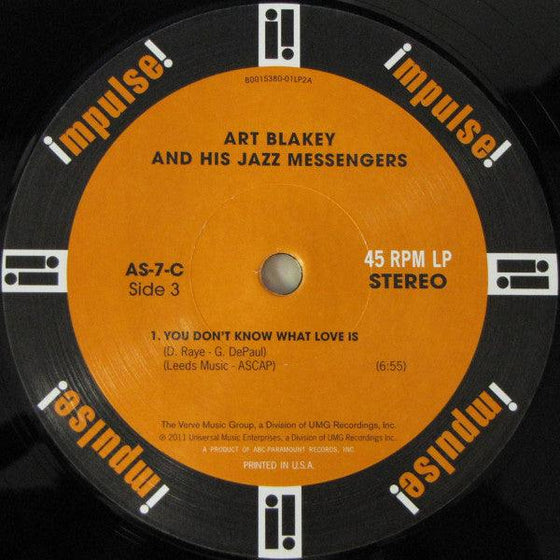 impulse!
impulse!
80015380-01LP2A
ART BLAKEY
AND HIS JAZZ MESSENGERS
AS-7-C
Side 3
45 RPM LP
STEREO
1. YOU DON'T KNOW WHAT LOVE IS
(D. Raye - G. DePaul)
(Leeds Music - ASCAP) (6:55)
The Verve Music Group, a Division of UMG Recordings, Inc.
℗ 2011 Universal Music Enterprises, a Division of UMG Recordings Inc.
A PRODUCT OF ABC-PARAMOUNT RECORDS, INC.
PRINTED IN U.S.A.
impulse!
impulse!